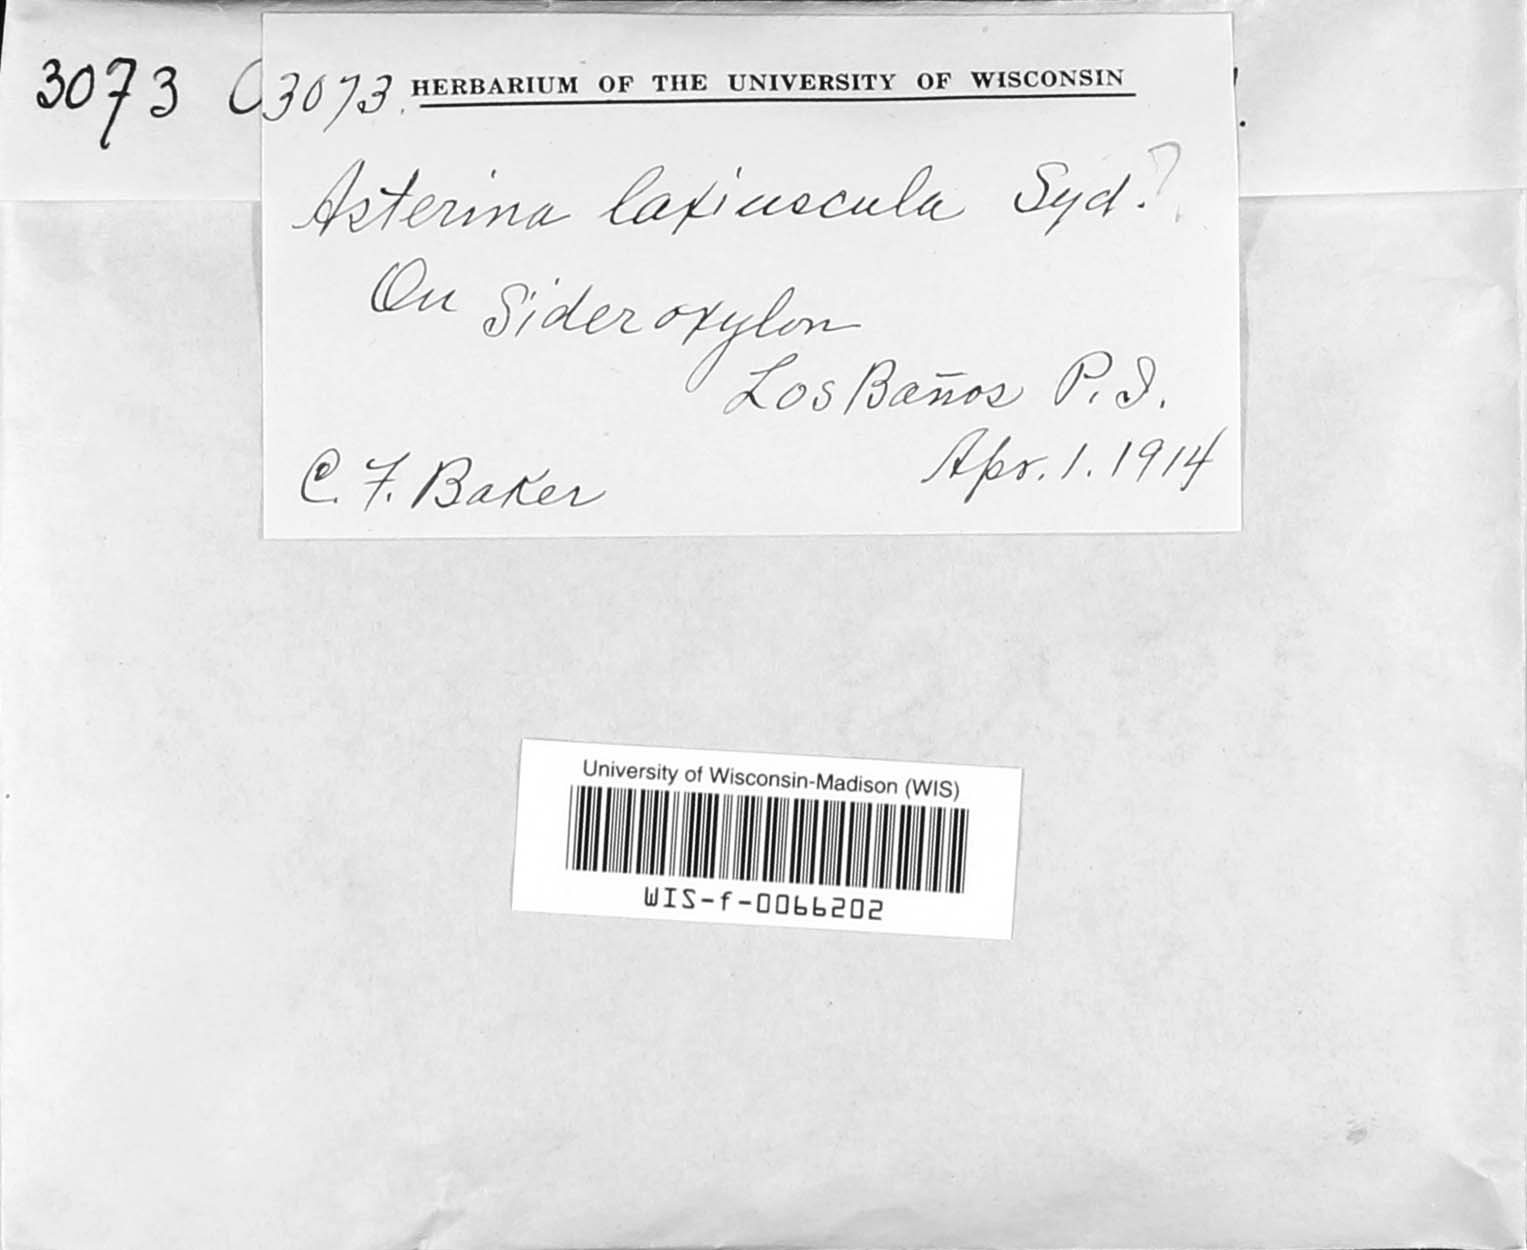 3073
3073. HERBARIUM OF THE UNIVERSITY OF WISCONSIN
Asterina laxiuscula Syd.?
On Sideroxylon
Los Baños P.I.
Apr. 1. 1914
C. F. Baker
University of Wisconsin-Madison (WIS)
WIS-f-0066202